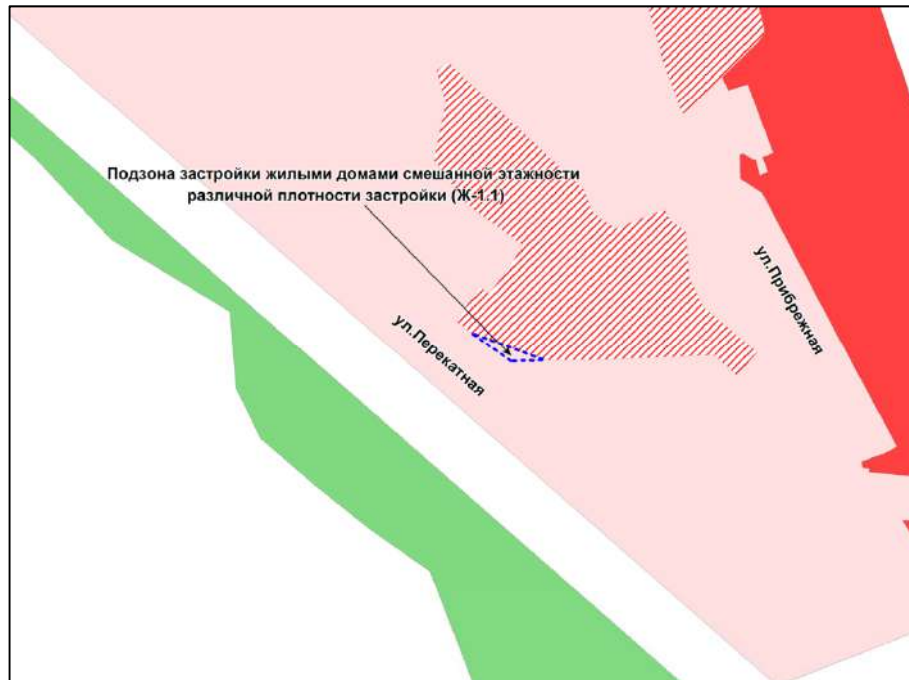 Подзона застройки жилыми домами смешанной этажности
различной плотности застройки (Ж-1.1)
ул.Прибрежная
ул.Перекатная